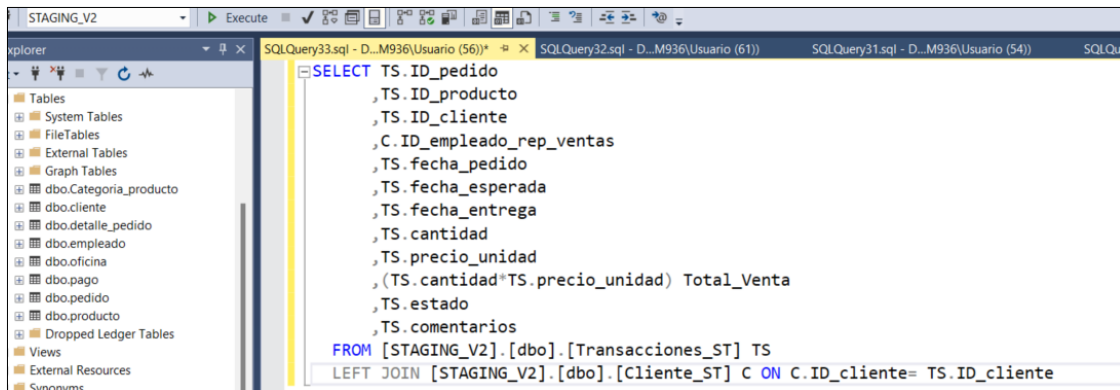 STAGING_V2
Execute
xplorer
SQLQuery33.sql - D...M936\Usuario (56))*
SQLQuery32.sql - D...M936\Usuario (61))
SQLQuery31.sql - D...M936\Usuario (54))
SQLQu
Tables
System Tables
FileTables
External Tables
Graph Tables
dbo.Categoria_producto
dbo.cliente
dbo.detalle_pedido
dbo.empleado
dbo.oficina
dbo.pago
dbo.pedido
dbo.producto
Dropped Ledger Tables
Views
External Resources
Synonyms
SELECT TS.ID_pedido
,TS.ID_producto
,TS.ID_cliente
,C.ID_empleado_rep_ventas
,TS.fecha_pedido
,TS.fecha_esperada
,TS.fecha_entrega
,TS.cantidad
,TS.precio_unidad
,(TS.cantidad*TS.precio_unidad) Total_Venta
,TS.estado
,TS.comentarios
FROM [STAGING_V2].[dbo].[Transacciones_ST] TS
LEFT JOIN [STAGING_V2].[dbo].[Cliente_ST] C ON C.ID_cliente= TS.ID_cliente